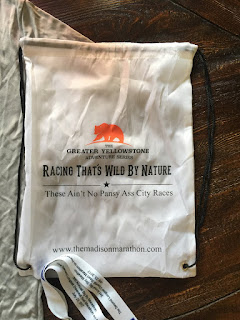 THE
GREATER YELLOWSTONE
ADVENTURE SERIES
RACING THAT'S WILD BY NATURE
These Ain't No Pansy Ass City Races
www.themadisonmarathon.com